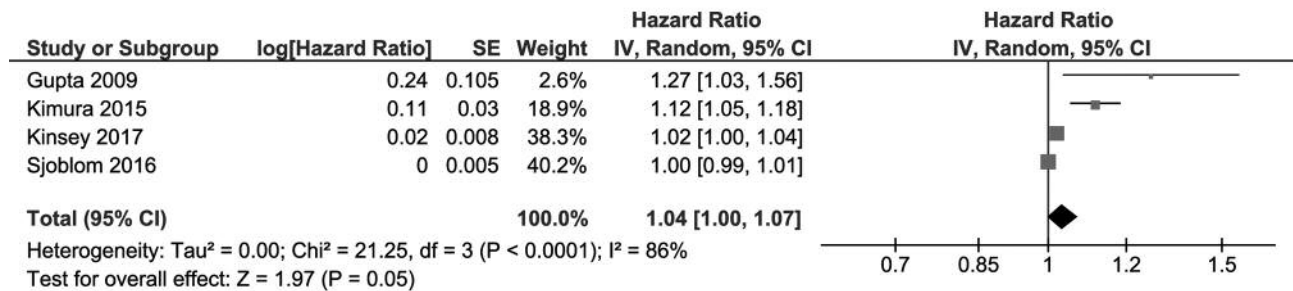 Hazard Ratio Hazard Ratio
Study or Subgroup log[Hazard Ratio] SE Weight IV, Random, 95% CI IV, Random, 95% CI
Gupta 2009 0.24 0.105 2.6% 1.27 [1.03, 1.56]
Kimura 2015 0.11 0.03 18.9% 1.12 [1.05, 1.18]
Kinsey 2017 0.02 0.008 38.3% 1.02 [1.00, 1.04]
Sjoblom 2016 0 0.005 40.2% 1.00 [0.99, 1.01]
Total (95% CI) 100.0% 1.04 [1.00, 1.07]
Heterogeneity: Tau² = 0.00; Chi² = 21.25, df = 3 (P < 0.0001); I² = 86%
Test for overall effect: Z = 1.97 (P = 0.05)
0.7 0.85 1 1.2 1.5